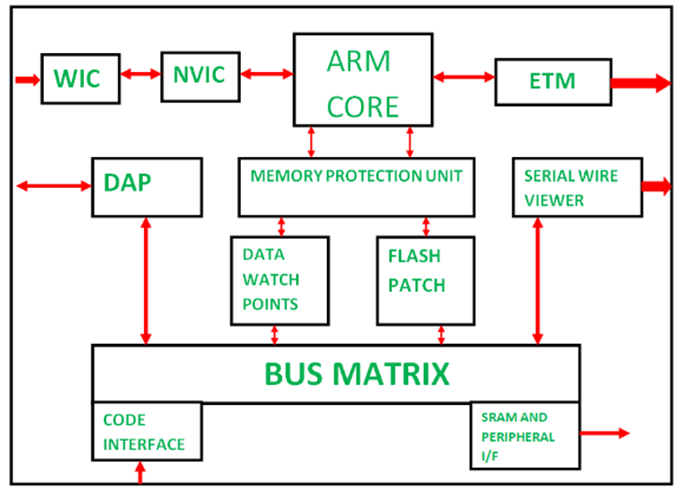 WIC
NVIC
ARM
CORE
ETM
DAP
MEMORY PROTECTION UNIT
SERIAL WIRE
VIEWER
DATA
WATCH
POINTS
FLASH
PATCH
BUS MATRIX
CODE
INTERFACE
SRAM AND
PERIPHERAL
I/F